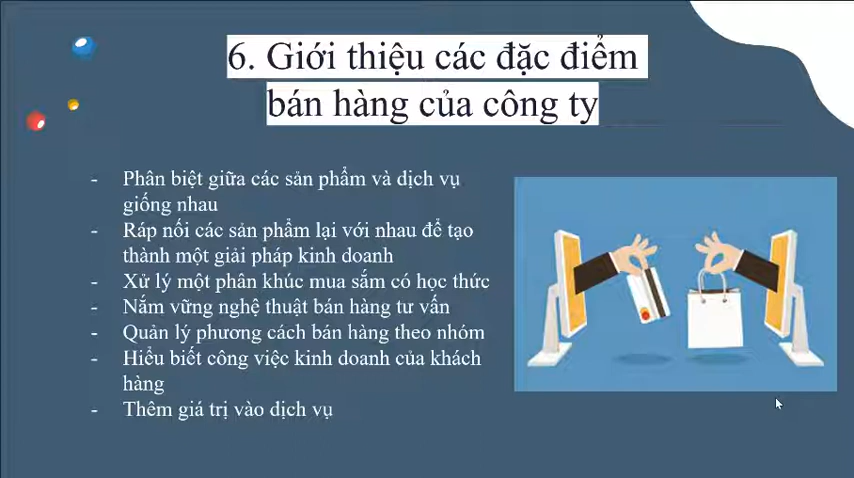 6. Giới thiệu các đặc điểm
bán hàng của công ty
- Phân biệt giữa các sản phẩm và dịch vụ
giống nhau
- Ráp nối các sản phẩm lại với nhau để tạo
thành một giải pháp kinh doanh
- Xử lý một phân khúc mua sắm có học thức
- Nắm vững nghệ thuật bán hàng tư vấn
- Quản lý phương cách bán hàng theo nhóm
- Hiểu biết công việc kinh doanh của khách
hàng
- Thêm giá trị vào dịch vụ